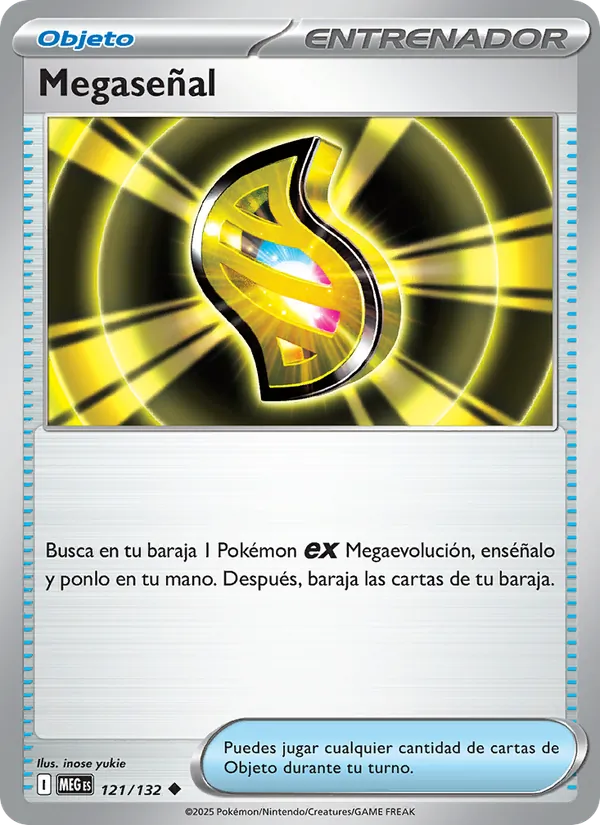 Objeto
ENTRENADOR
Megaseñal
Busca en tu baraja 1 Pokémon ex Megaevolución, enséñalo
y ponlo en tu mano. Después, baraja las cartas de tu baraja.
Ilus. inose yukie
Puedes jugar cualquier cantidad de cartas de
Objeto durante tu turno.
I MEG ES 121/132
©2025 Pokémon/Nintendo/Creatures/GAME FREAK